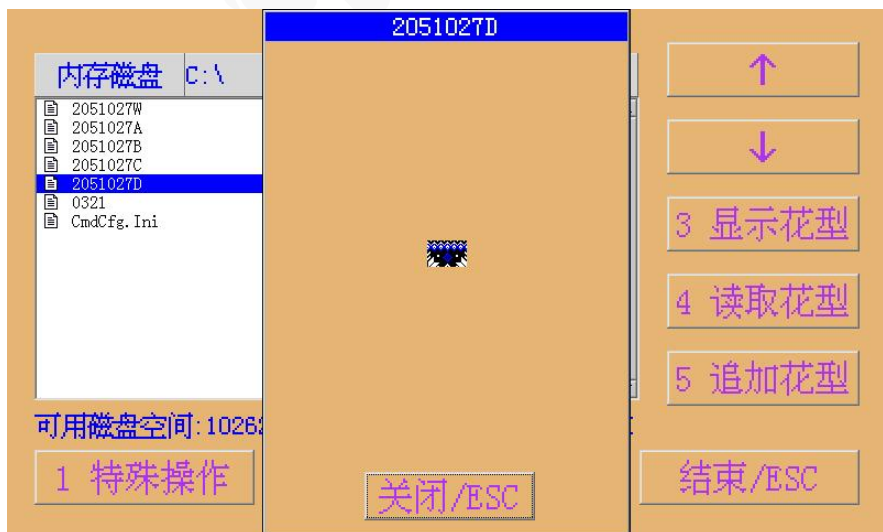 2051027D
内存磁盘 C:\
2051027W
2051027A
2051027B
2051027C
2051027D
0321
CmdCfg.Ini
可用磁盘空间:1026
↑
↓
3 显示花型
4 读取花型
5 追加花型
1 特殊操作
关闭/ESC
结束/ESC